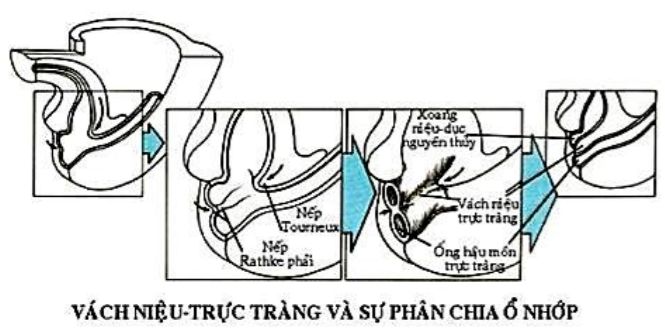 Xoang
niệu-dục
nguyên thủy
Nếp
Tourneux
Nếp
Rathke phải
Vách niệu
trực tràng
Ống hậu môn
trực tràng
VÁCH NIỆU-TRỰC TRÀNG VÀ SỰ PHÂN CHIA Ổ NHỚP